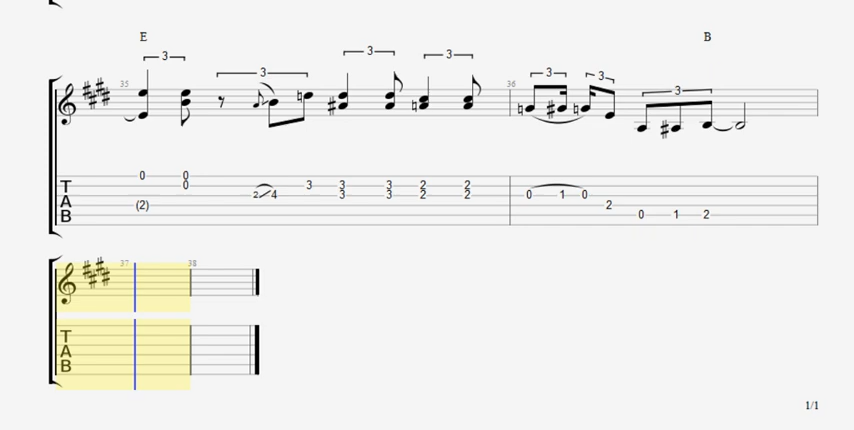 E B
3 3 3 3 3 3 3
35 36
0 0 0
T 0 3 3 3 2 2
2 4 3 3 2 2 0 1 0
A (2) 2
B 0 1 2
37 38
T
A
B
1/1